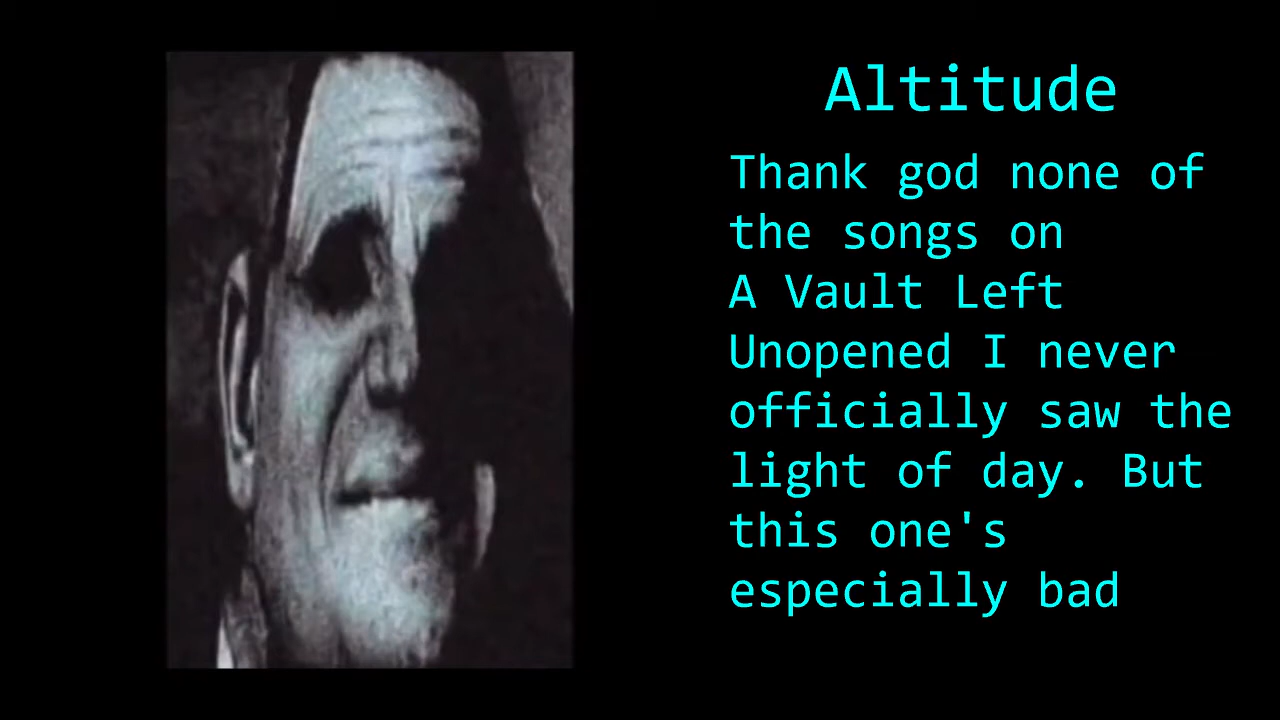 Altitude
Thank god none of
the songs on
A Vault Left
Unopened I never
officially saw the
light of day. But
this one's
especially bad